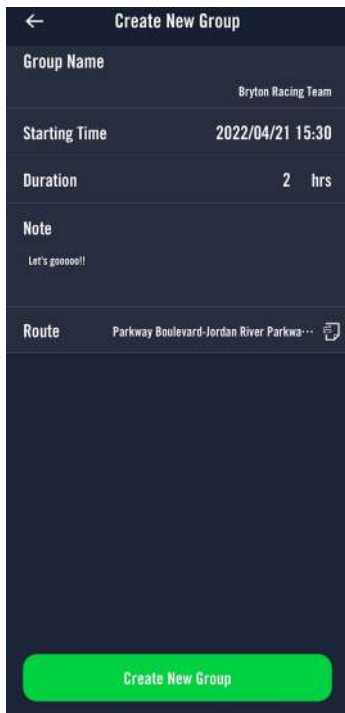 Create New Group
Group Name
Bryton Racing Team
Starting Time 2022/04/21 15:30
Duration 2 hrs
Note
Let's gooooo!!
Route Parkway Boulevard-Jordan River Parkwa...
Create New Group